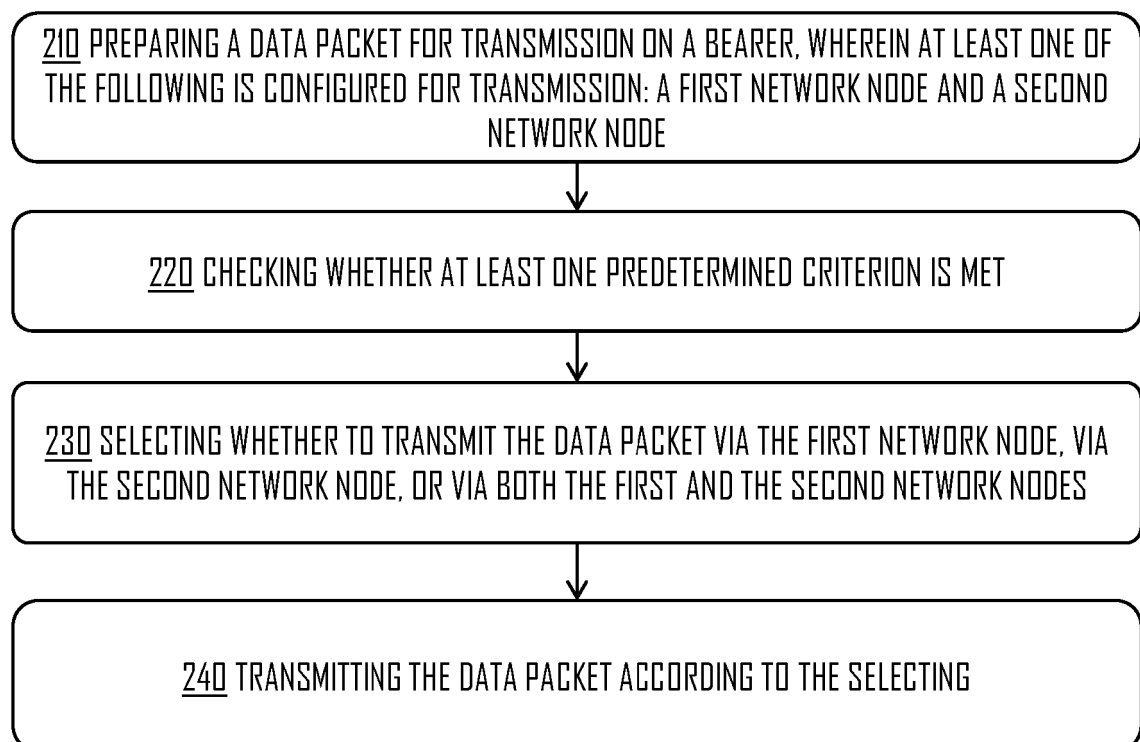 210 PREPARING A DATA PACKET FOR TRANSMISSION ON A BEARER, WHEREIN AT LEAST ONE OF
THE FOLLOWING IS CONFIGURED FOR TRANSMISSION: A FIRST NETWORK NODE AND A SECOND
NETWORK NODE
220 CHECKING WHETHER AT LEAST ONE PREDETERMINED CRITERION IS MET
230 SELECTING WHETHER TO TRANSMIT THE DATA PACKET VIA THE FIRST NETWORK NODE, VIA
THE SECOND NETWORK NODE, OR VIA BOTH THE FIRST AND THE SECOND NETWORK NODES
240 TRANSMITTING THE DATA PACKET ACCORDING TO THE SELECTING